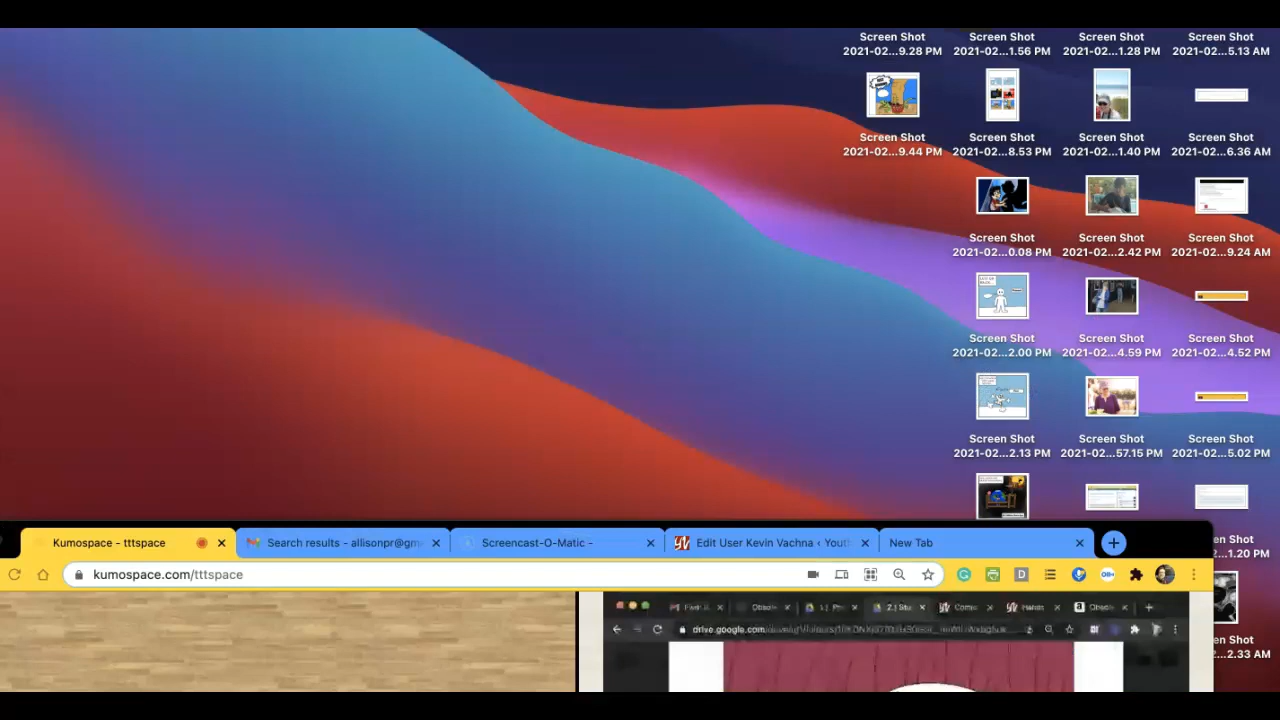 Screen Shot
2021-02...9.28 PM
Screen Shot
2021-02...1.56 PM
Screen Shot
2021-02...1.28 PM
Screen Shot
2021-02...5.13 AM
Screen Shot
2021-02...9.44 PM
Screen Shot
2021-02...8.53 PM
Screen Shot
2021-02...1.40 PM
Screen Shot
2021-02...6.36 AM
Screen Shot
2021-02...0.08 PM
Screen Shot
2021-02...2.42 PM
Screen Shot
2021-02...9.24 AM
Screen Shot
2021-02...2.00 PM
Screen Shot
2021-02...4.59 PM
Screen Shot
2021-02...4.52 PM
Screen Shot
2021-02...2.13 PM
Screen Shot
2021-02...57.15 PM
Screen Shot
2021-02...5.02 PM
een Shot
...1.20 PM
een Shot
...2.33 AM
Kumospace - tttspace
Search results - allisonpr@gm
Screencast-O-Matic -
Edit User Kevin Vachna ‹ Yout
New Tab
kumospace.com/tttspace
drive.google.com